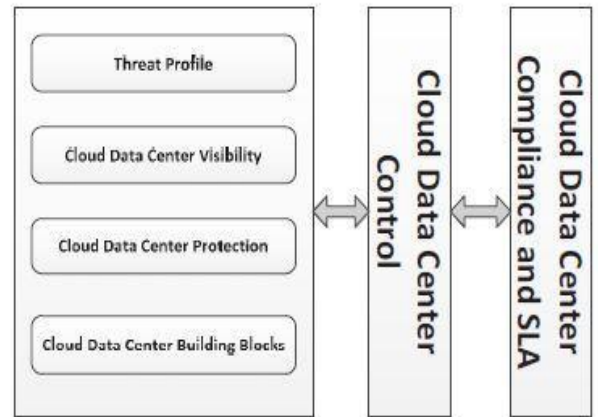 Threat Profile
Cloud Data Center Visibility
Cloud Data Center Protection
Cloud Data Center Building Blocks
Cloud Data Center
Control
Cloud Data Center
Compliance and SLA